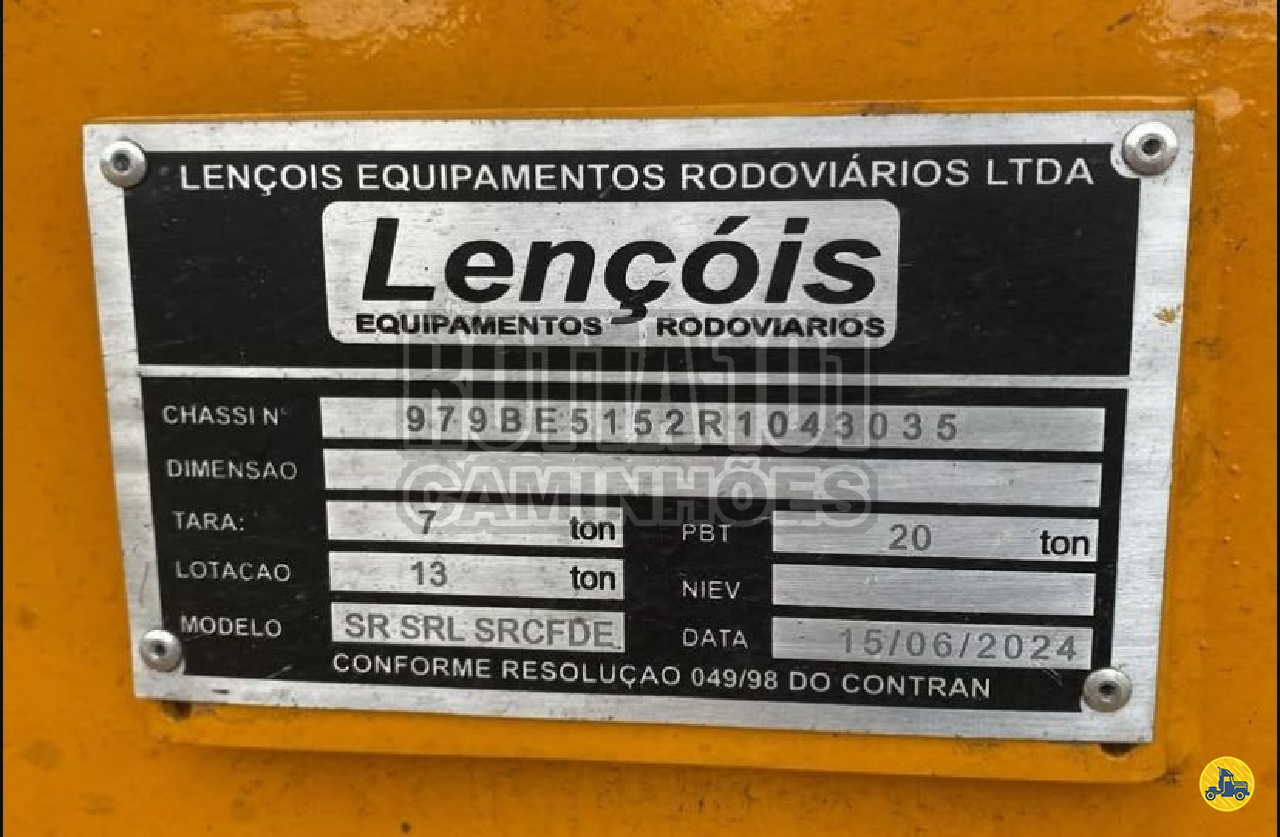 LENÇOIS EQUIPAMENTOS RODOVIÁRIOS LTDA
Lençóis
EQUIPAMENTOS RODOVIARIOS
CHASSI Nº 979BE5152R1043035
DIMENSAO
TARA: 7 ton PBT 20 ton
LOTACAO 13 ton NIEV
MODELO SR SRL SRCFDE DATA 15/06/2024
CONFORME RESOLUÇAO 049/98 DO CONTRAN
CAMINHÕES